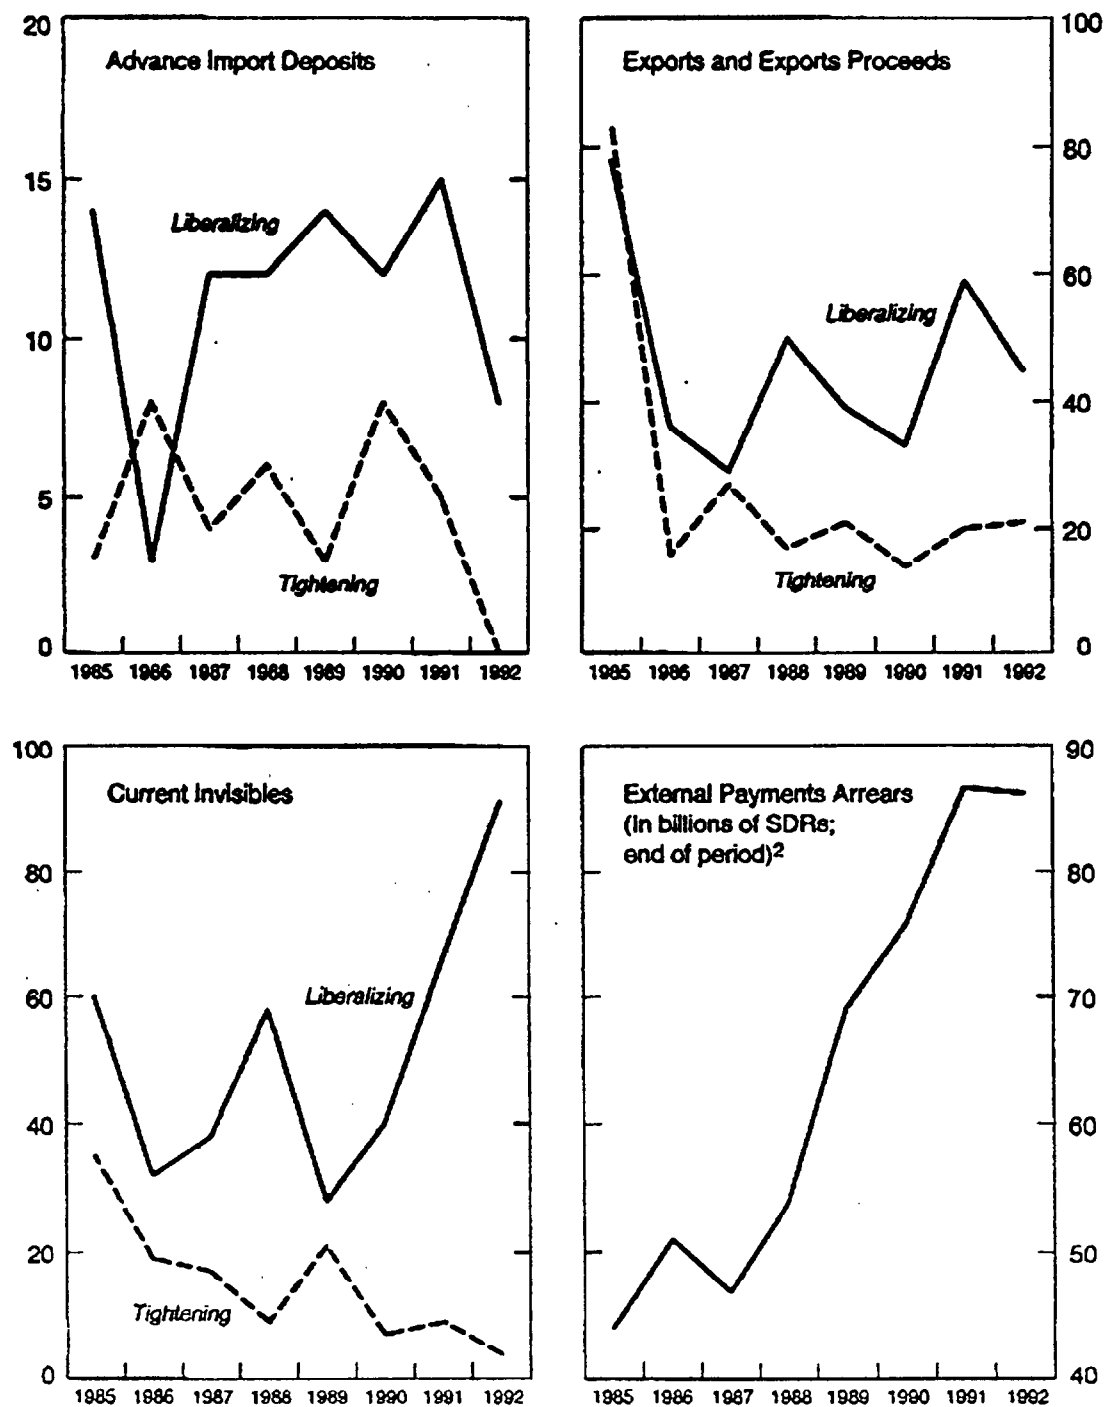 20
15
10
5
0
Advance Import Deposits
Liberalizing
Tightening
1985 1986 1987 1988 1989 1990 1991 1992
Exports and Exports Proceeds
Liberalizing
Tightening
100
80
60
40
20
0
1985 1986 1987 1988 1989 1990 1991 1992
100
80
60
40
20
0
Current Invisibles
Liberalizing
Tightening
1985 1986 1987 1988 1989 1990 1991 1992
External Payments Arrears
(In billions of SDRs;
end of period)2
90
80
70
60
50
40
1985 1986 1987 1988 1989 1990 1991 1992